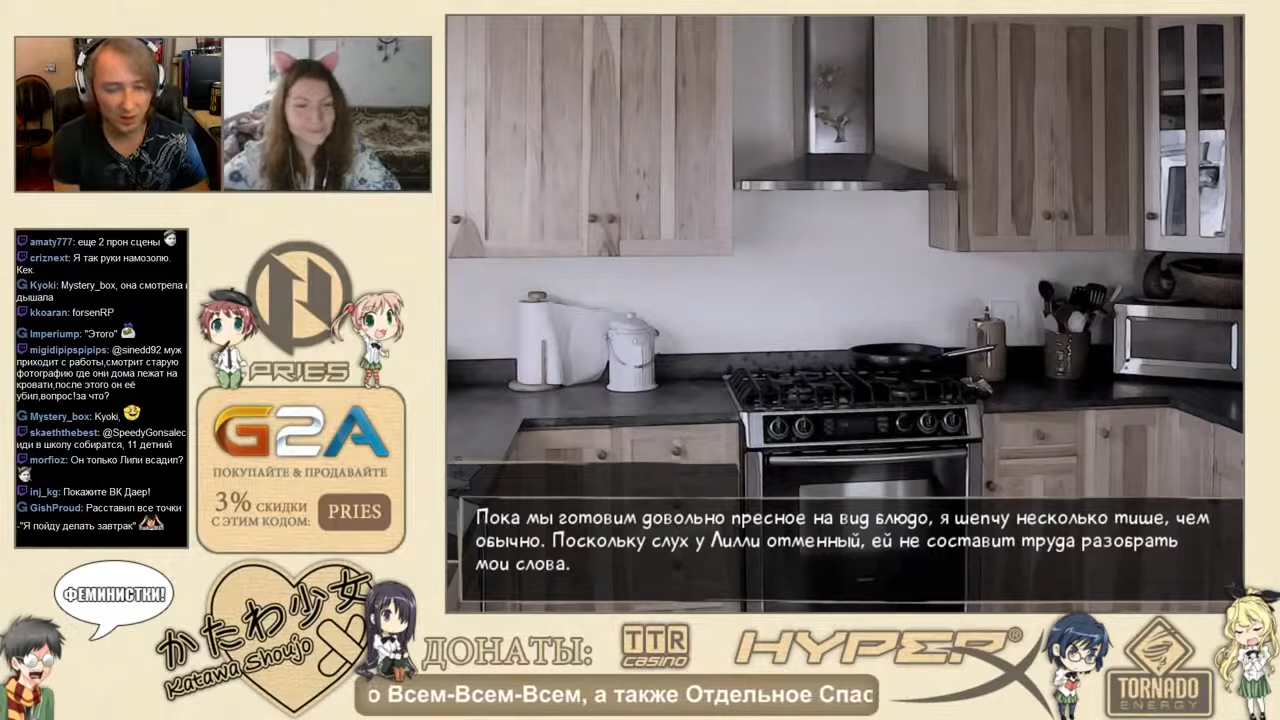 amaty777: еще 2 прон сцены
criznext: Я так руки намозолю.
Кек.
Kyoki: Mystery_box, она смотрела и
дышала
kkoaran: forsenRP
Imperiump: "Этого"
migidipipspipips: @sinedd92 муж
приходит с работы,смотрит старую
фотографию где они дома лежат на
кровати,после этого он её
убил,вопрос!за что?
Mystery_box: Kyoki,
skaeththebest: @SpeedyGonsalec
иди в школу собиратся, 11 детний
morfioz: Он только Лили всадил?
inj_kg: Покажите ВК Даер!
GishProud: Расставил все точки
-"Я пойду делать завтрак"
PRIES
G2A
ПОКУПАЙТЕ & ПРОДАВАЙТЕ
3% СКИДКИ
С ЭТИМ КОДОМ:
PRIES
Пока мы готовим довольно пресное на вид блюдо, я шепчу несколько тише, чем
обычно. Поскольку слух у Лилли отменный, ей не составит труда разобрать
мои слова.
ФЕМИНИСТКИ!
かたわ少女
Katawa Shoujo
ДОНАТЫ:
TTR
CASINO
HYPERX®
TORNADO
ENERGY
о Всем-Всем-Всем, а также Отдельное Спас